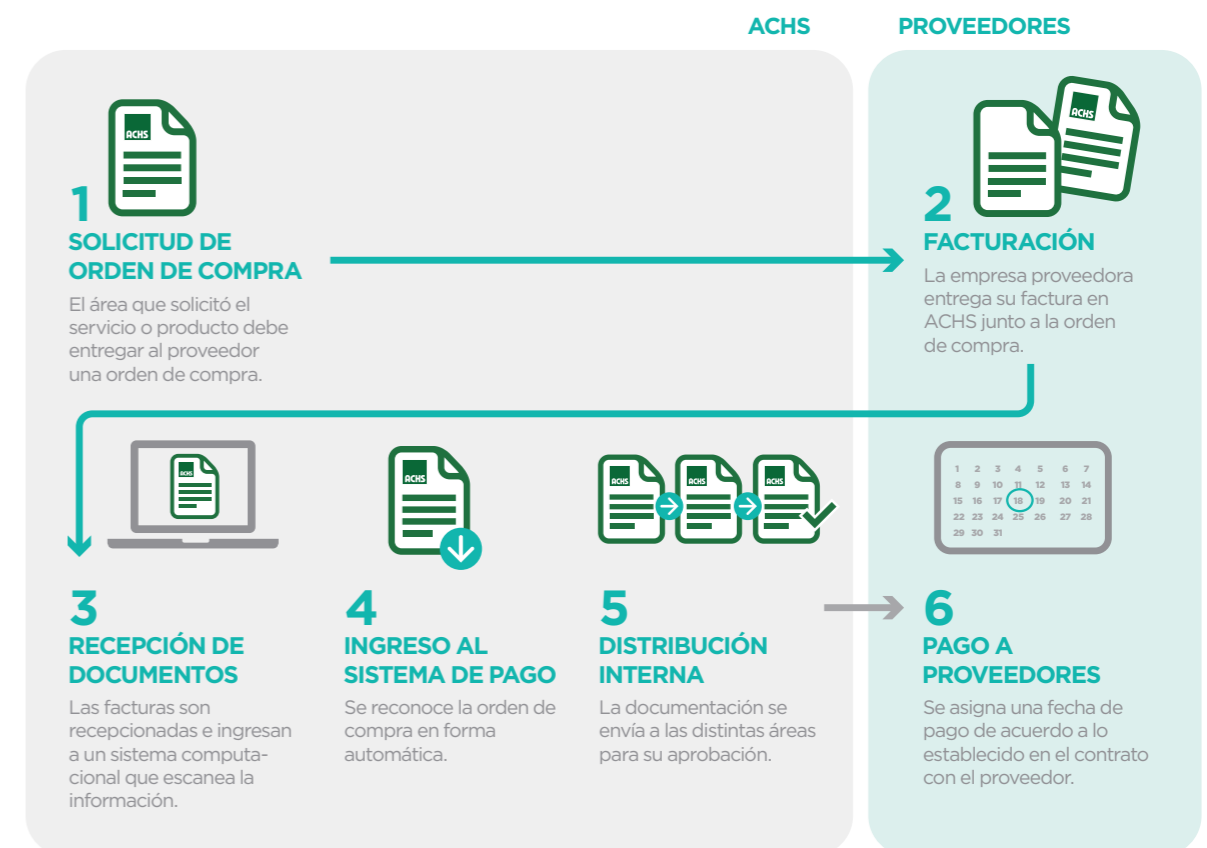 ACHS
PROVEEDORES
ACHS
1
SOLICITUD DE
ORDEN DE COMPRA
El área que solicitó el
servicio o producto debe
entregar al proveedor
una orden de compra.
ACHS
2
FACTURACIÓN
La empresa proveedora
entrega su factura en
ACHS junto a la orden
de compra.
ACHS
3
RECEPCIÓN DE
DOCUMENTOS
Las facturas son
recepcionadas e ingresan
a un sistema computa-
cional que escanea la
información.
ACHS
4
INGRESO AL
SISTEMA DE PAGO
Se reconoce la orden de
compra en forma
automática.
ACHS
ACHS
ACHS
5
DISTRIBUCIÓN
INTERNA
La documentación se
envía a las distintas áreas
para su aprobación.
1 2 3 4 5 6 7
8 9 10 11 12 13 14
15 16 17 18 19 20 21
22 23 24 25 26 27 28
29 30 31
6
PAGO A
PROVEEDORES
Se asigna una fecha de
pago de acuerdo a lo
establecido en el contrato
con el proveedor.